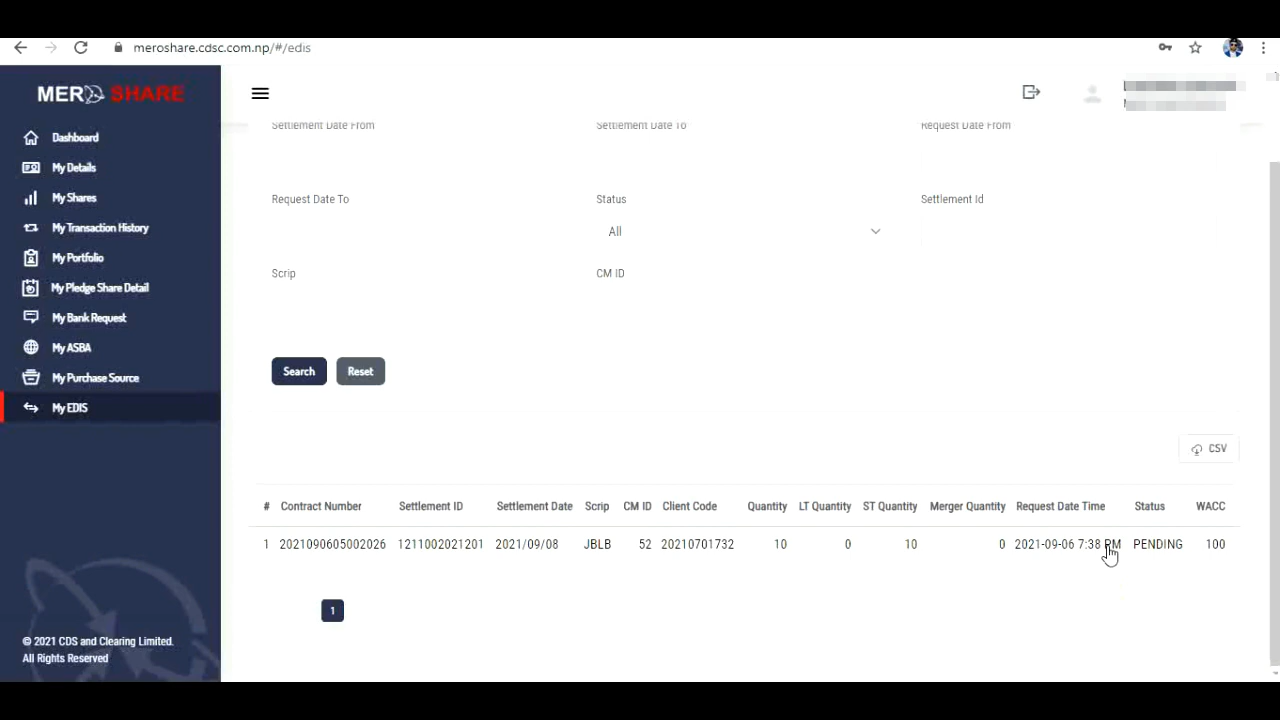 meroshare.cdsc.com.np/#/edis
MERO SHARE
Dashboard
My Details
My Shares
My Transaction History
My Portfolio
My Pledge Share Detail
My Bank Request
My ASBA
My Purchase Source
My EDIS
© 2021 CDS and Clearing Limited.
All Rights Reserved
Settlement Date From Settlement Date To Request Date From
Request Date To Status Settlement Id
All
Scrip CM ID
Search Reset
CSV
# Contract Number Settlement ID Settlement Date Scrip CM ID Client Code Quantity LT Quantity ST Quantity Merger Quantity Request Date Time Status WACC
1 2021090605002026 1211002021201 2021/09/08 JBLB 52 20210701732 10 0 10 0 2021-09-06 7:38 PM PENDING 100
1